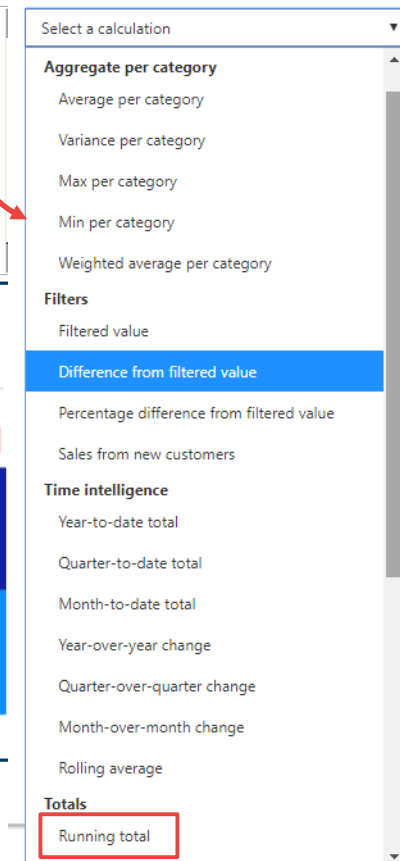 Select a calculation
Aggregate per category
Average per category
Variance per category
Max per category
Min per category
Weighted average per category
Filters
Filtered value
Difference from filtered value
Percentage difference from filtered value
Sales from new customers
Time intelligence
Year-to-date total
Quarter-to-date total
Month-to-date total
Year-over-year change
Quarter-over-quarter change
Month-over-month change
Rolling average
Totals
Running total